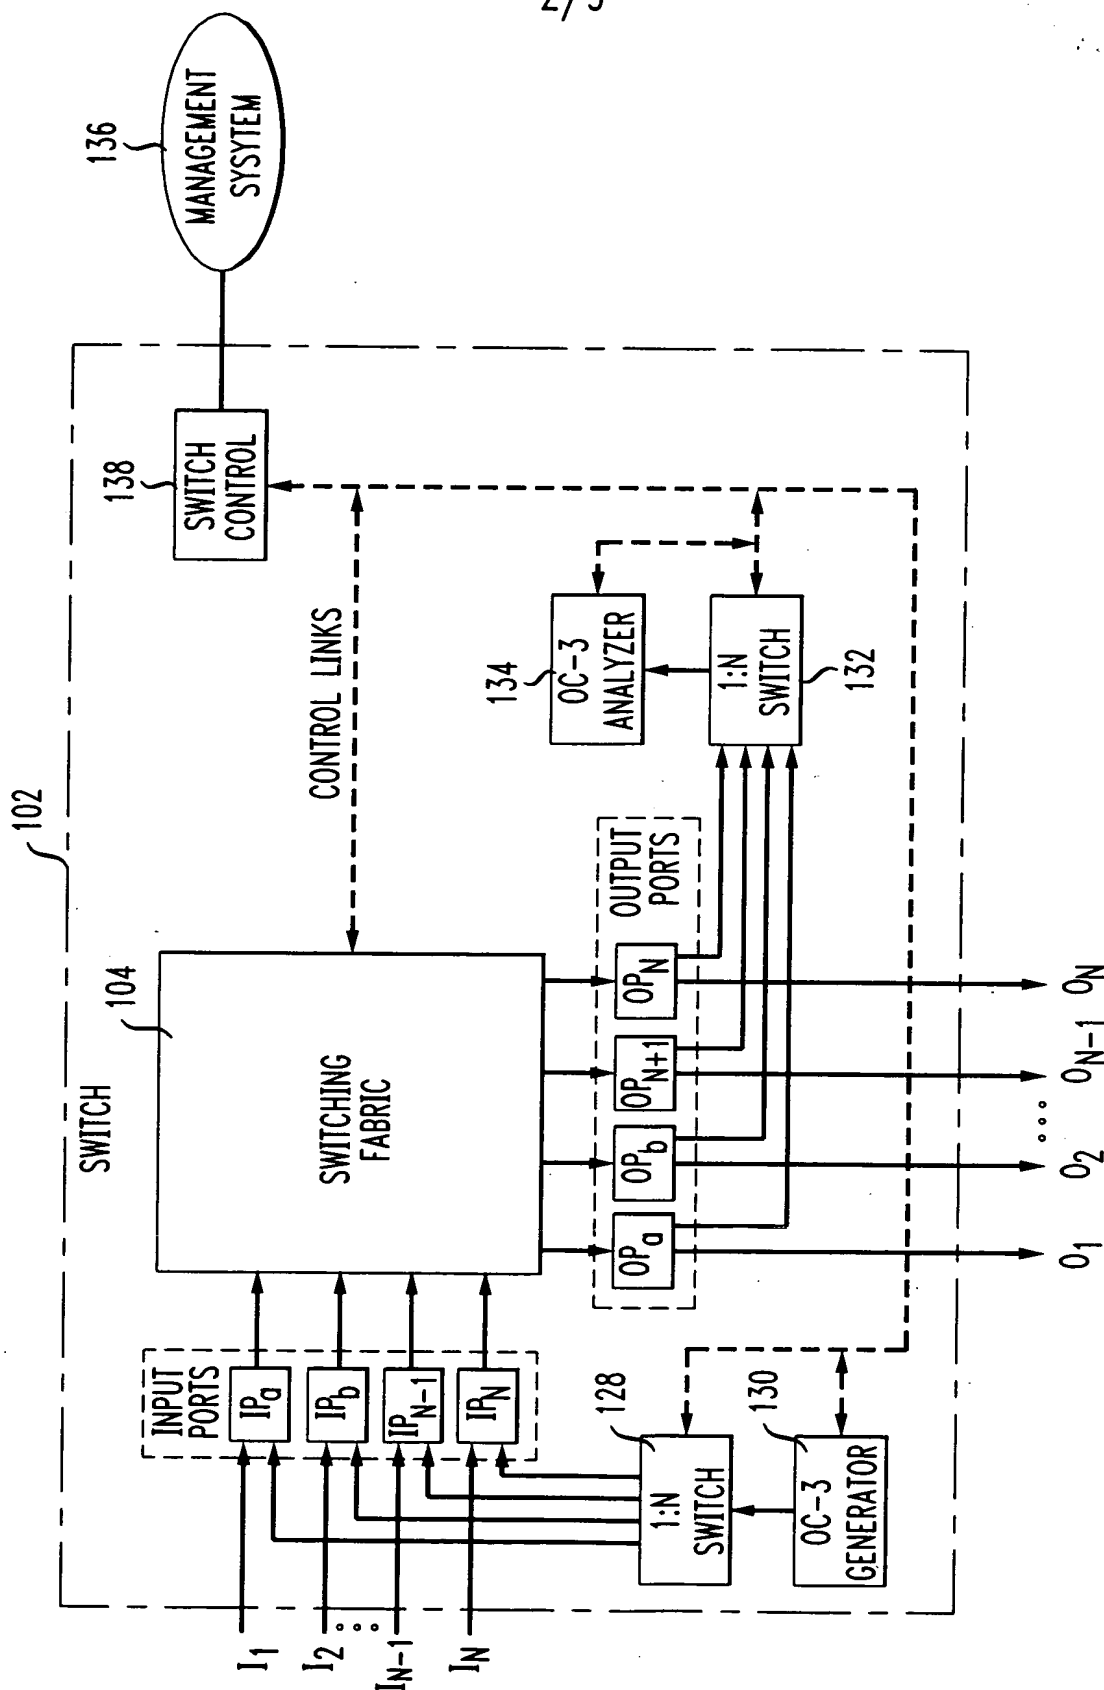 102
SWITCH
104
SWITCHING
FABRIC
INPUT
PORTS
IPa
IPb
IPN-1
IPN
I1
I2
...
IN-1
IN
128
1:N
SWITCH
130
OC-3
GENERATOR
OUTPUT
PORTS
OPa
OPb
OPN+1
OPN
O1
O2
...
ON-1
ON
134
OC-3
ANALYZER
1:N
SWITCH
132
CONTROL LINKS
138
SWITCH
CONTROL
136
MANAGEMENT
SYSYTEM